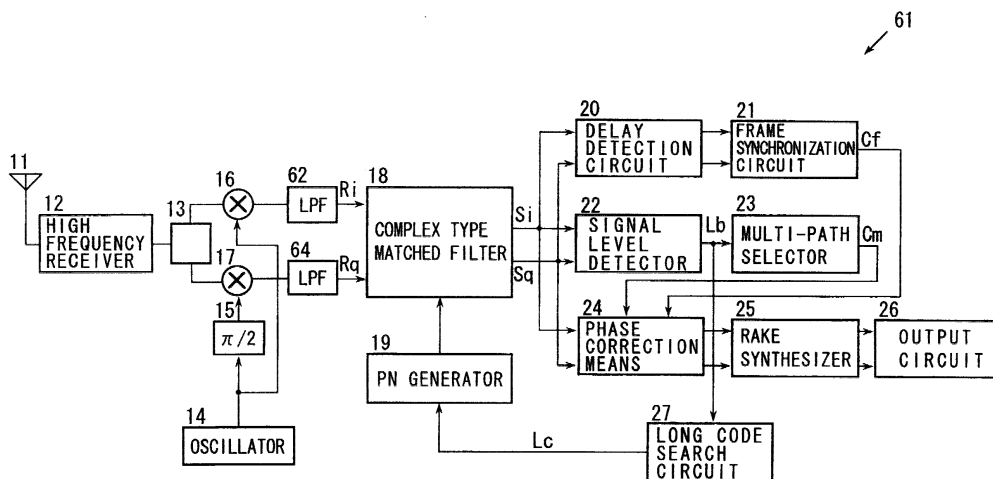 61
11
12
HIGH
FREQUENCY
RECEIVER
13
16
17
15
π/2
14
OSCILLATOR
62
LPF
Ri
64
LPF
Rq
18
COMPLEX TYPE
MATCHED FILTER
19
PN GENERATOR
Si
Sq
20
DELAY
DETECTION
CIRCUIT
21
FRAME
SYNCHRONIZATION
CIRCUIT
Cf
22
SIGNAL
LEVEL
DETECTOR
Lb
23
MULTI-PATH
SELECTOR
Cm
24
PHASE
CORRECTION
MEANS
25
RAKE
SYNTHESIZER
26
OUTPUT
CIRCUIT
27
LONG CODE
SEARCH
CIRCUIT
Lc